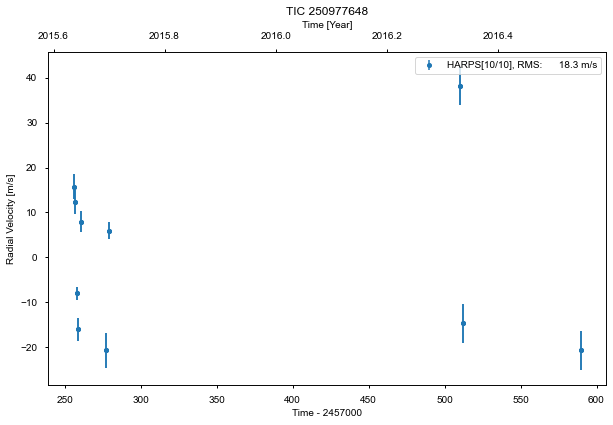 TIC 250977648
Time [Year]
2015.6 2015.8 2016.0 2016.2 2016.4
HARPS[10/10], RMS: 18.3 m/s
Radial Velocity [m/s]
40
30
20
10
0
−10
−20
250 300 350 400 450 500 550 600
Time - 2457000